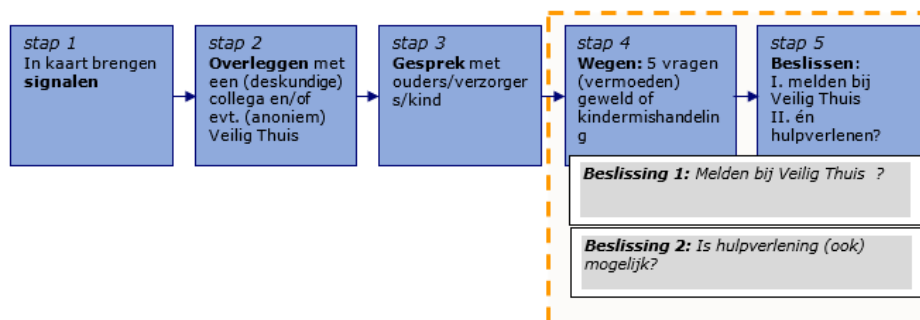 stap 1
In kaart brengen
signalen
stap 2
Overleggen met
een (deskundige)
collega en/of
evt. (anoniem)
Veilig Thuis
stap 3
Gesprek met
ouders/verzorger
s/kind
stap 4
Wegen: 5 vragen
(vermoeden)
geweld of
kindermishandelin
g
stap 5
Beslissen:
I. melden bij
Veilig Thuis
II. én
hulpverlenen?
Beslissing 1: Melden bij Veilig Thuis ?
Beslissing 2: Is hulpverlening (ook)
mogelijk?